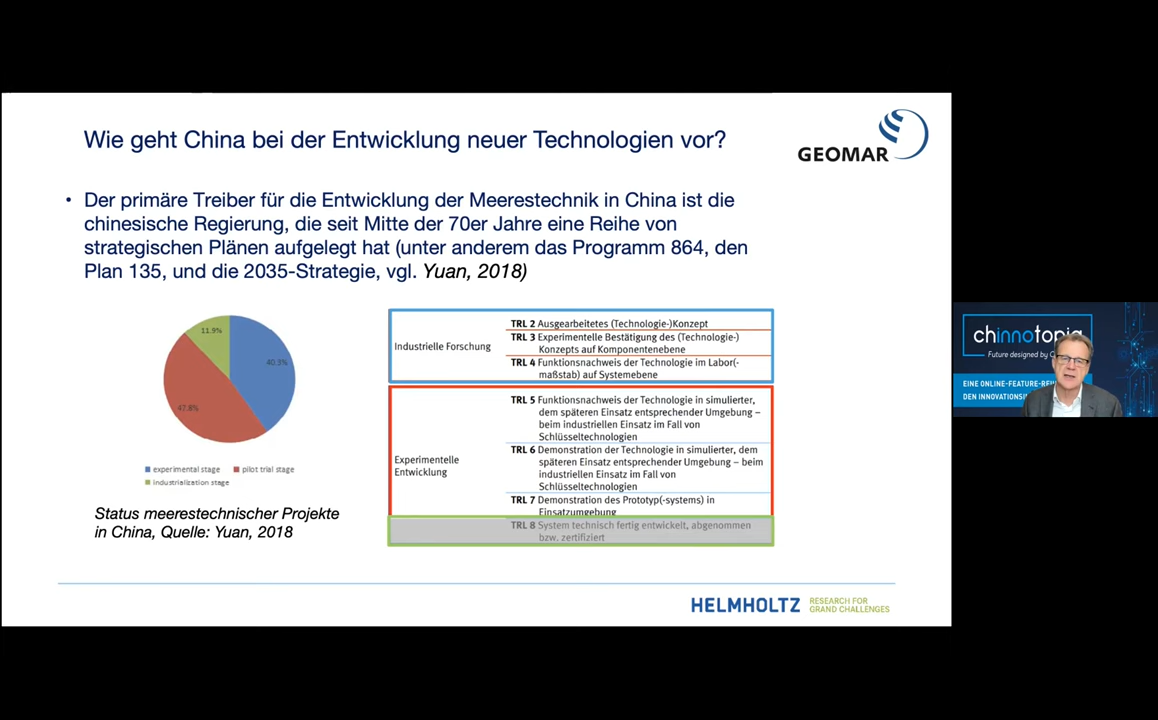 Wie geht China bei der Entwicklung neuer Technologien vor?
GEOMAR
• Der primäre Treiber für die Entwicklung der Meerestechnik in China ist die
chinesische Regierung, die seit Mitte der 70er Jahre eine Reihe von
strategischen Plänen aufgelegt hat (unter anderem das Programm 864, den
Plan 135, und die 2035-Strategie, vgl. Yuan, 2018)
11.9%
40.3%
47.8%
experimental stage
pilot trial stage
industrialization stage
Status meerestechnischer Projekte
in China, Quelle: Yuan, 2018
Industrielle Forschung
TRL 2 Ausgearbeitetes (Technologie-)Konzept
TRL 3 Experimentelle Bestätigung des (Technologie-)
Konzepts auf Komponentenebene
TRL 4 Funktionsnachweis der Technologie im Labor(-
maßstab) auf Systemebene
Experimentelle
Entwicklung
TRL 5 Funktionsnachweis der Technologie in simulierter,
dem späteren Einsatz entsprechender Umgebung –
beim industriellen Einsatz im Fall von
Schlüsseltechnologien
TRL 6 Demonstration der Technologie in simulierter, dem
späteren Einsatz entsprechender Umgebung – beim
industriellen Einsatz im Fall von
Schlüsseltechnologien
TRL 7 Demonstration des Prototyp(-systems) in
Einsatzumgebung
TRL 8 System technisch fertig entwickelt, abgenommen
bzw. zertifiziert
HELMHOLTZ
RESEARCH FOR
GRAND CHALLENGES
chinnotopia
Future designed by
EINE ONLINE-FEATURE-
DEN